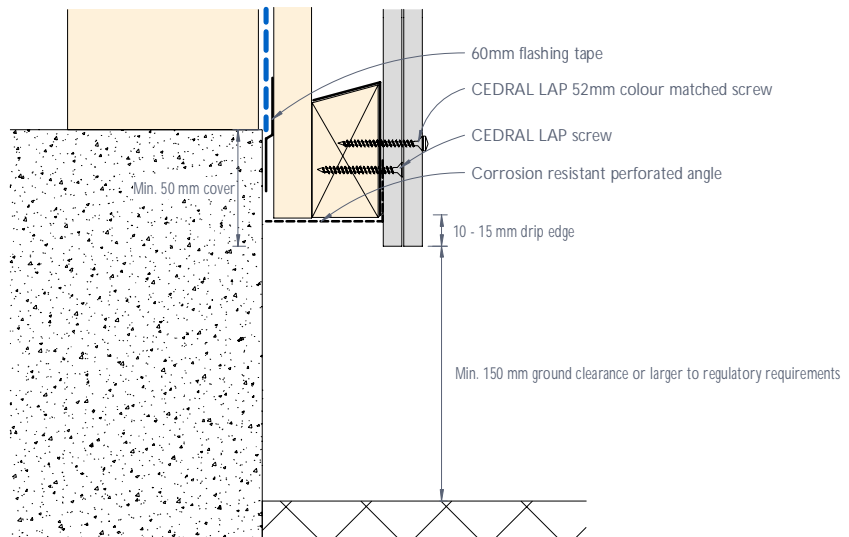 60mm flashing tape
CEDRAL LAP 52mm colour matched screw
CEDRAL LAP screw
Corrosion resistant perforated angle
Min. 50 mm cover
10 - 15 mm drip edge
Min. 150 mm ground clearance or larger to regulatory requirements